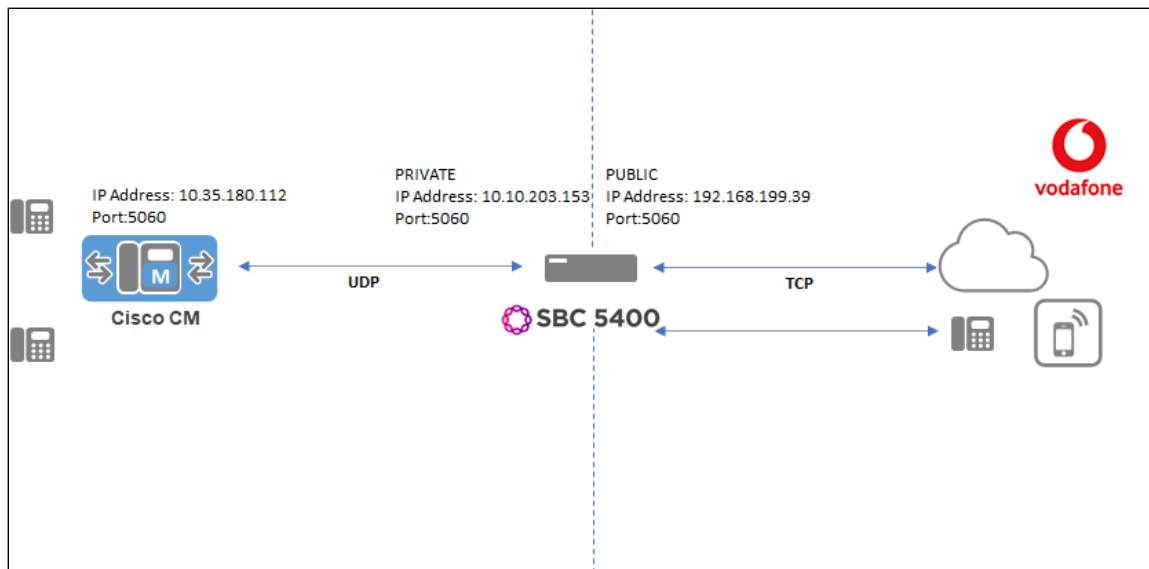 IP Address: 10.35.180.112
Port:5060
M
Cisco CM
UDP
PRIVATE
IP Address: 10.10.203.153
Port:5060
PUBLIC
IP Address: 192.168.199.39
Port:5060
SBC 5400
TCP
vodafone